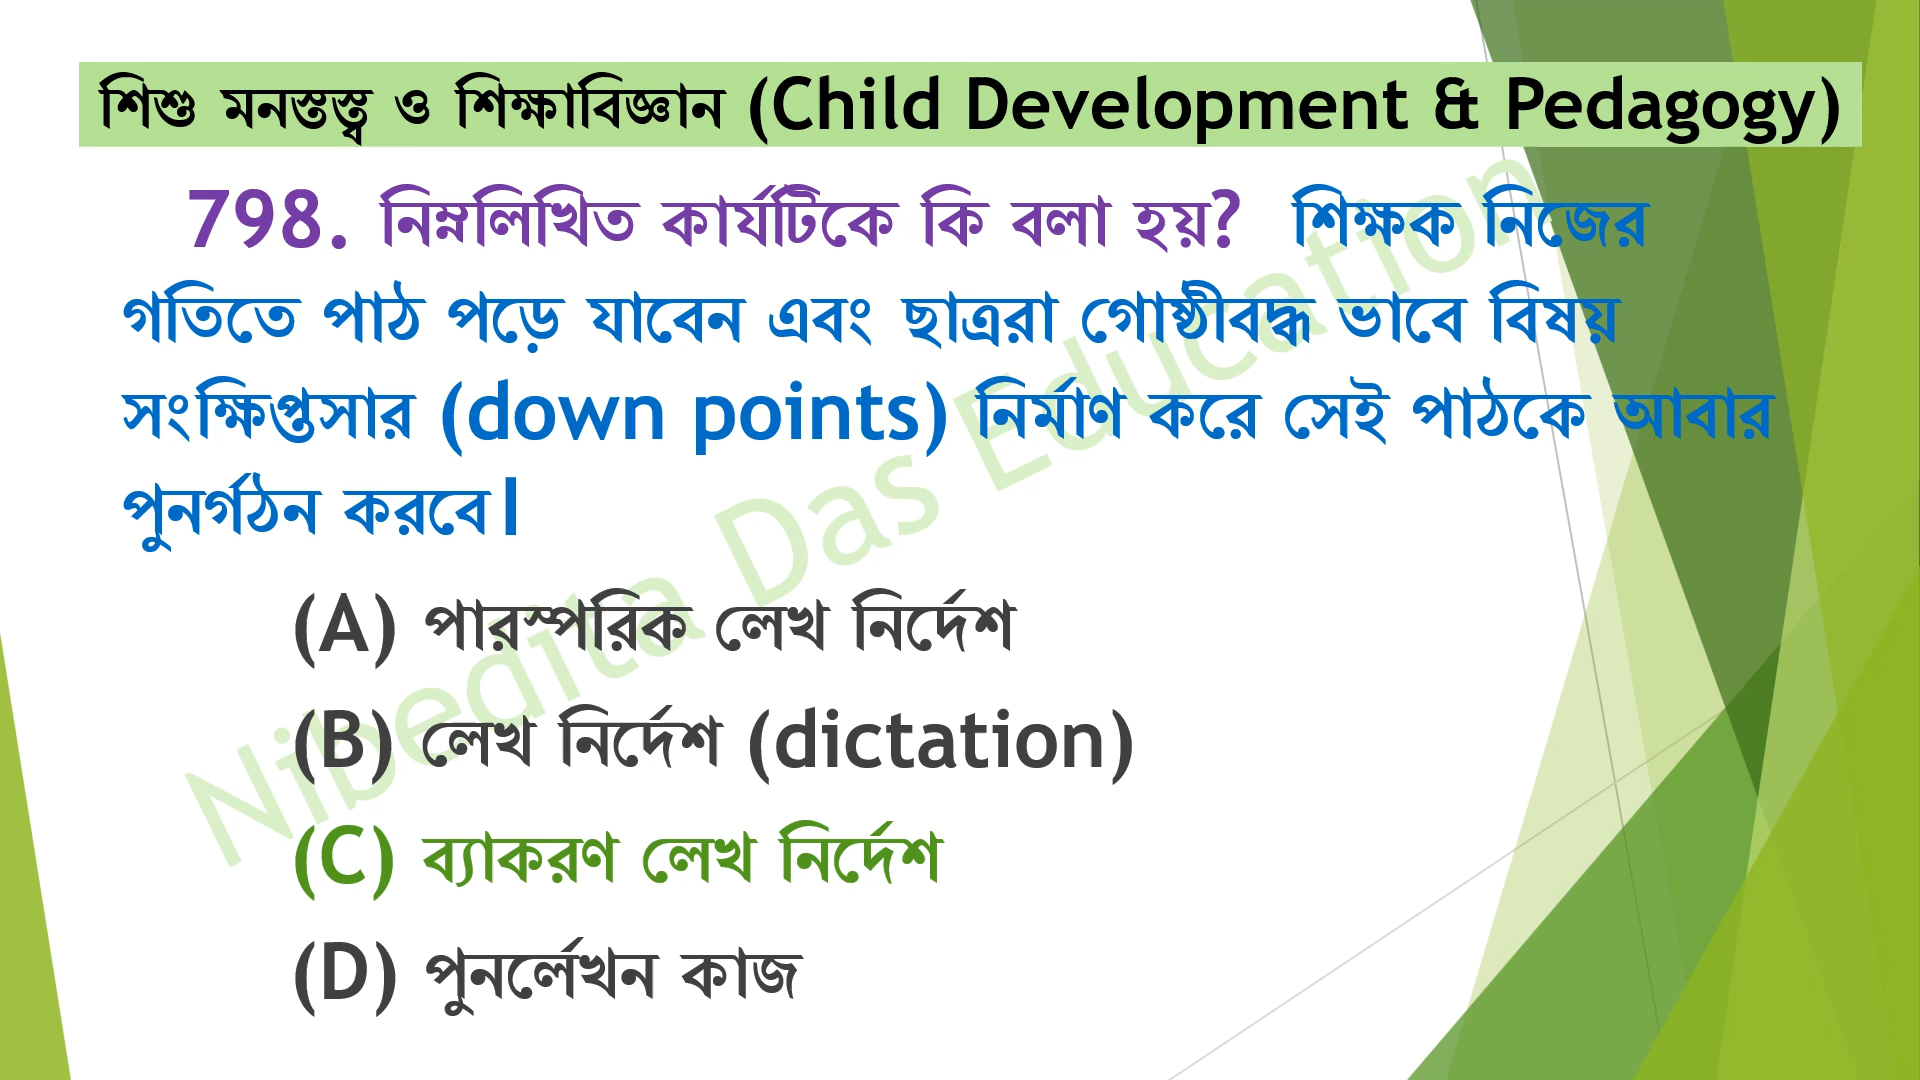 শিশু মনস্তত্ত্ব ও শিক্ষাবিজ্ঞান (Child Development & Pedagogy)
798. নিম্নলিখিত কার্যটিকে কি বলা হয়? শিক্ষক নিজের
গতিতে পাঠ পড়ে যাবেন এবং ছাত্ররা গোষ্ঠীবদ্ধ ভাবে বিষয়
সংক্ষিপ্তসার (down points) নির্মাণ করে সেই পাঠকে আবার
পুনর্গঠন করবে।
(A) পারস্পরিক লেখ নির্দেশ
(B) লেখ নির্দেশ (dictation)
(C) ব্যাকরণ লেখ নির্দেশ
(D) পুনর্লেখন কাজ
Nibedita Das Education